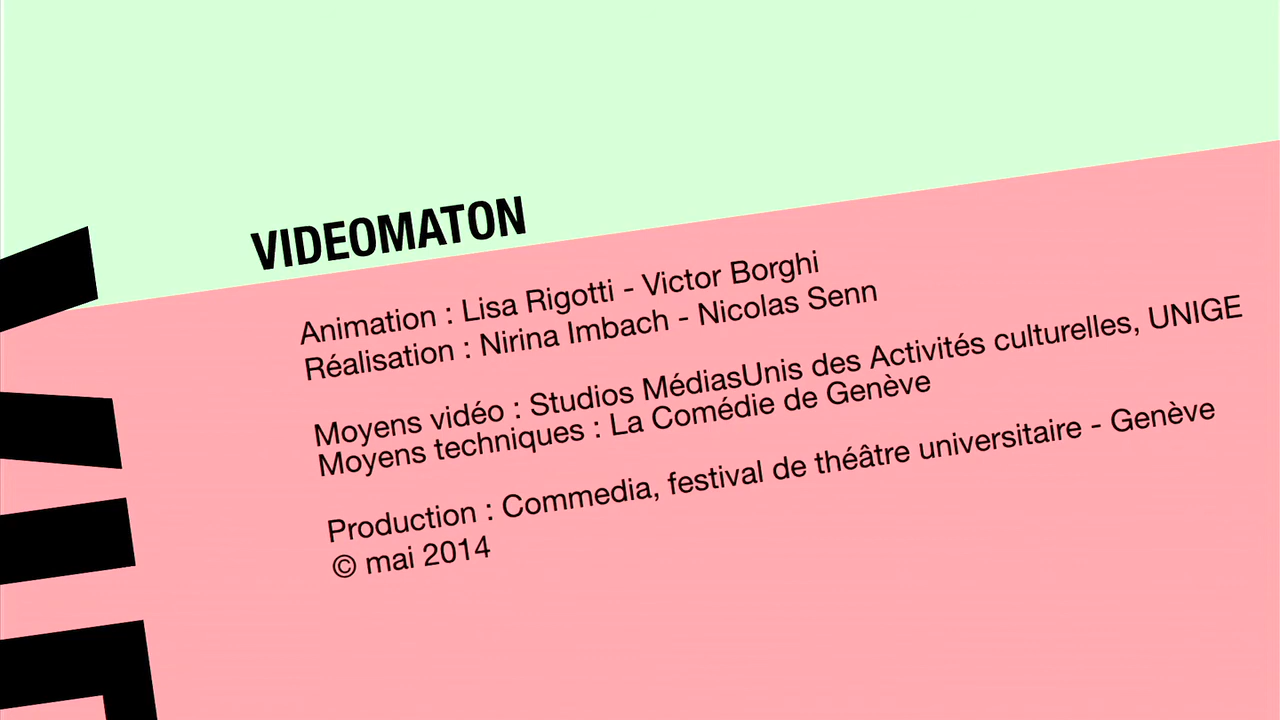 VIDEOMATON
Animation : Lisa Rigotti - Victor Borghi
Réalisation : Nirina Imbach - Nicolas Senn
Moyens vidéo : Studios MédiasUnis des Activités culturelles, UNIGE
Moyens techniques : La Comédie de Genève
Production : Commedia, festival de théâtre universitaire - Genève
© mai 2014